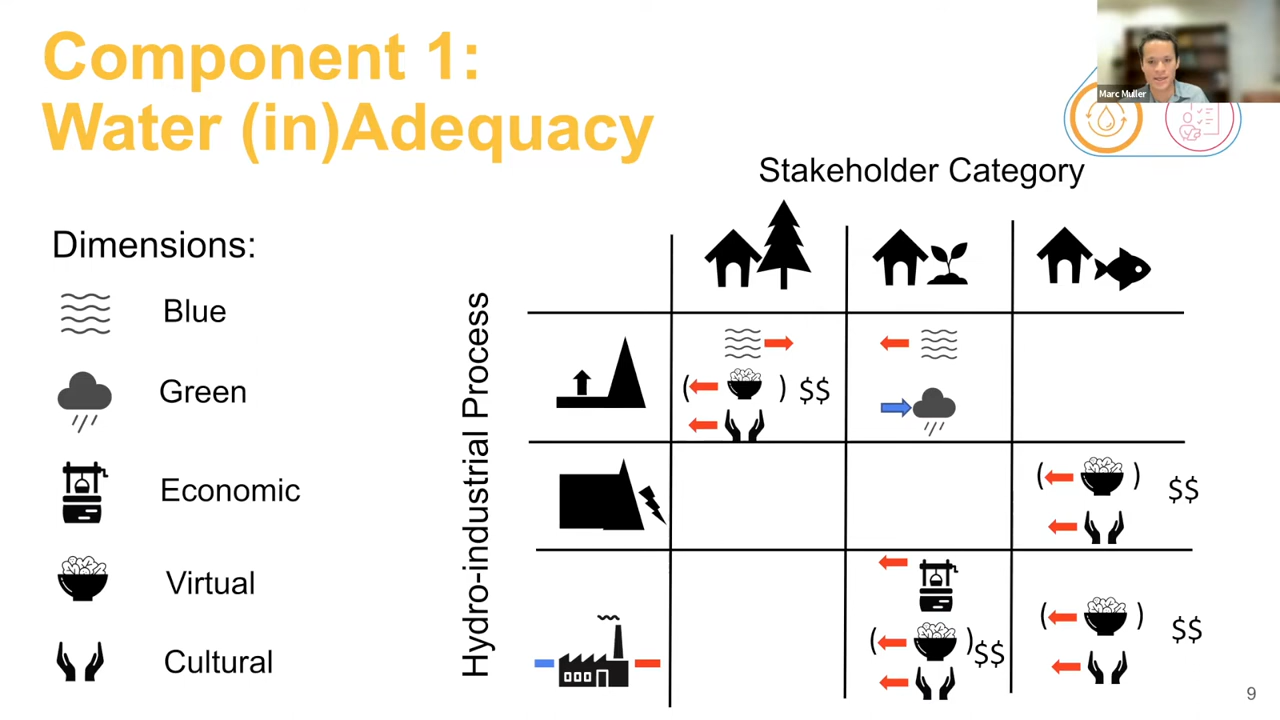 Component 1:
Water (in)Adequacy
Marc Muller
Stakeholder Category
Dimensions:
Blue
Green
Economic
Virtual
Cultural
Hydro-industrial Process
( ) $$
( ) $$
( ) $$
( ) $$
9